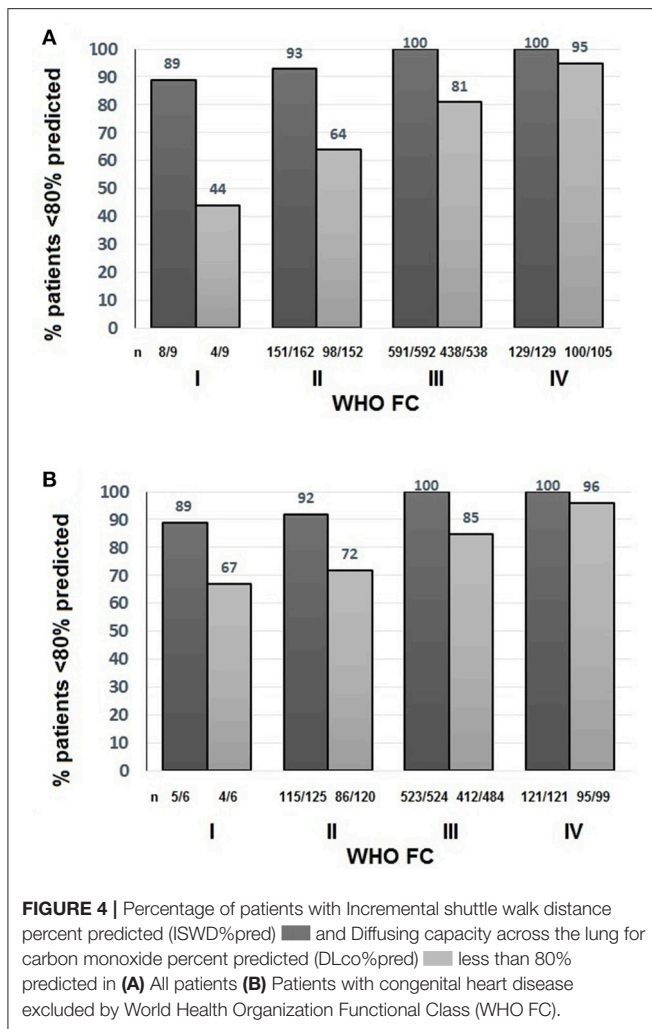 A
% patients <80% predicted
100
90
80
70
60
50
40
30
20
10
0
89
44
93
64
100
81
100
95
n 8/9 4/9 151/162 98/152 591/592 438/538 129/129 100/105
I II III IV
WHO FC
B
% patients <80% predicted
100
90
80
70
60
50
40
30
20
10
0
89
67
92
72
100
85
100
96
n 5/6 4/6 115/125 86/120 523/524 412/484 121/121 95/99
I II III IV
WHO FC
FIGURE 4 | Percentage of patients with Incremental shuttle walk distance
percent predicted (ISWD%pred) and Diffusing capacity across the lung for
carbon monoxide percent predicted (DLco%pred) less than 80%
predicted in (A) All patients (B) Patients with congenital heart disease
excluded by World Health Organization Functional Class (WHO FC).